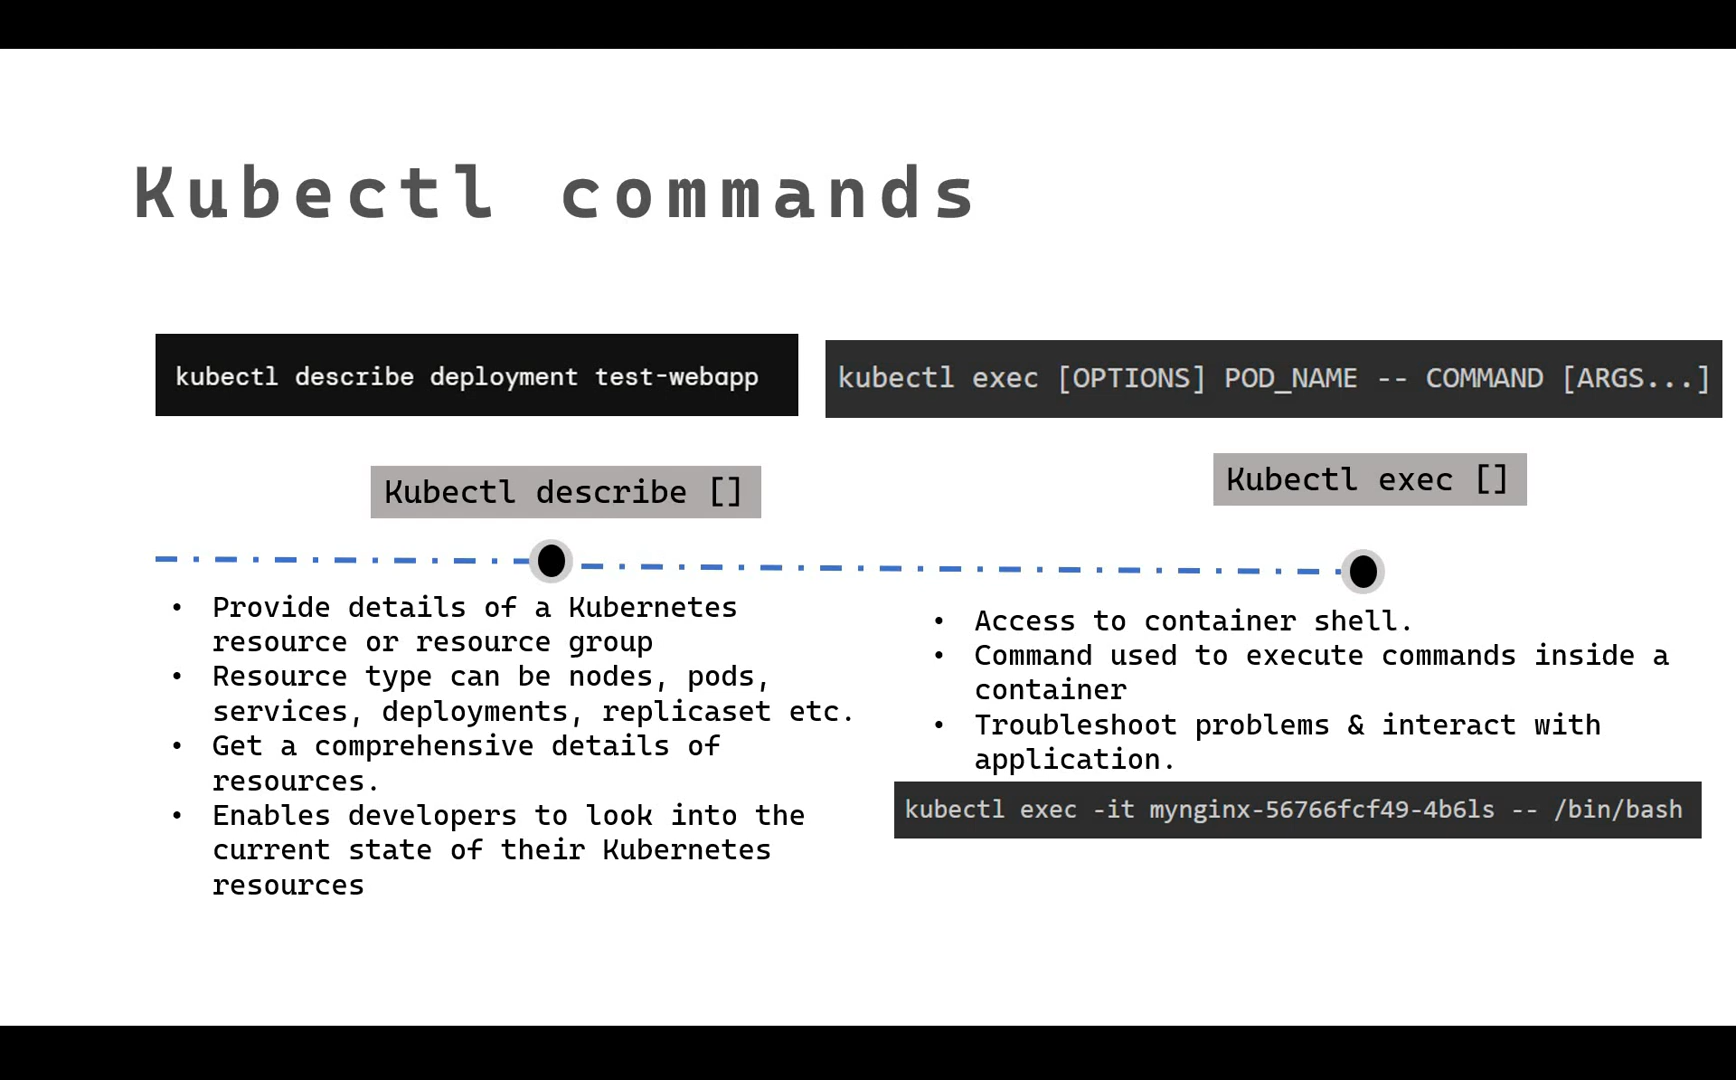 Kubectl commands
kubectl describe deployment test-webapp
Kubectl describe []
• Provide details of a Kubernetes
resource or resource group
• Resource type can be nodes, pods,
services, deployments, replicaset etc.
• Get a comprehensive details of
resources.
• Enables developers to look into the
current state of their Kubernetes
resources
kubectl exec [OPTIONS] POD_NAME -- COMMAND [ARGS...]
Kubectl exec []
• Access to container shell.
• Command used to execute commands inside a
container
• Troubleshoot problems & interact with
application.
kubectl exec -it mynginx-56766fcf49-4b6ls -- /bin/bash